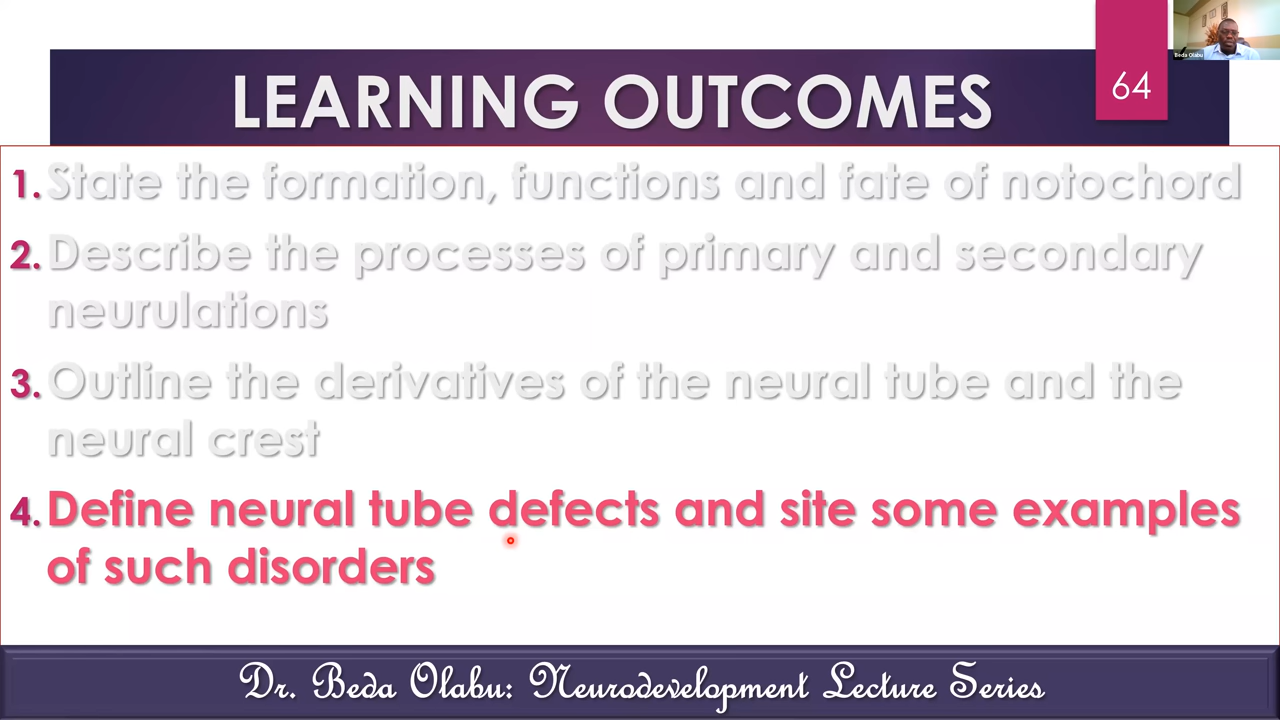 Beda Olabu
LEARNING OUTCOMES
64
1. State the formation, functions and fate of notochord
2. Describe the processes of primary and secondary
neurulations
3. Outline the derivatives of the neural tube and the
neural crest
4. Define neural tube defects and site some examples
of such disorders
Dr. Beda Olabu: Neurodevelopment Lecture Series